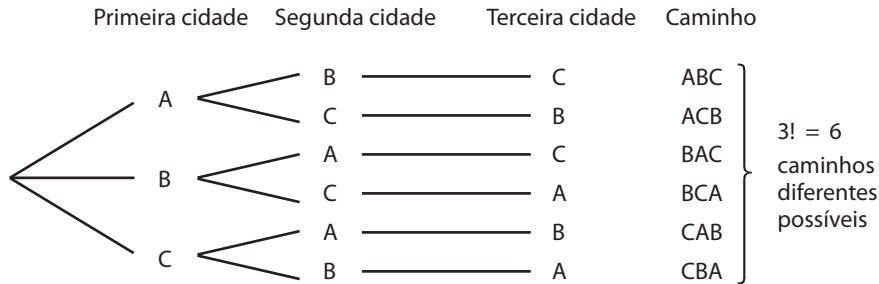 Primeira cidade Segunda cidade Terceira cidade Caminho
B C ABC
A
C B ACB
A C BAC
B
C A BCA
A B CAB
C
B A CBA
3! = 6
caminhos
diferentes
possíveis